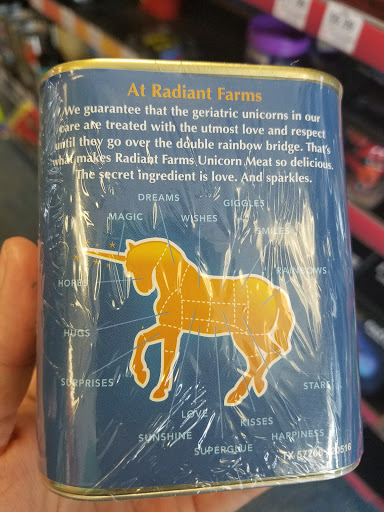 At Radiant Farms
We guarantee that the geriatric unicorns in our
care are treated with the utmost love and respect
until they go over the double rainbow bridge. That's
what makes Radiant Farms Unicorn Meat so delicious.
The secret ingredient is love. And sparkles.
DREAMS GIGGLES
MAGIC WISHES
SMILES
RAINBOWS
HOPES
HUGS
SURPRISES STARS
LOVE
KISSES
SUNSHINE HAPPINESS
SUPERGLUE